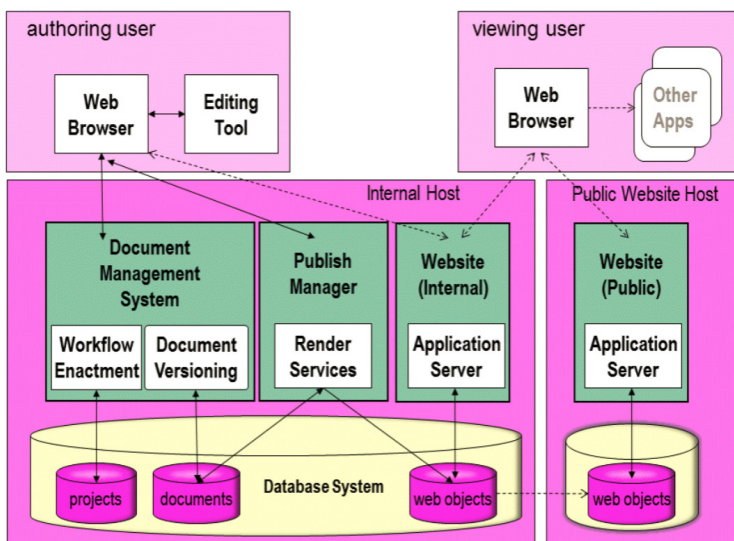 authoring user
viewing user
Web
Browser
Editing
Tool
Web
Browser
Other
Apps
Internal Host
Public Website Host
Document
Management
System
Publish
Manager
Website
(Internal)
Website
(Public)
Workflow
Enactment
Document
Versioning
Render
Services
Application
Server
Application
Server
projects
documents
Database System
web objects
web objects